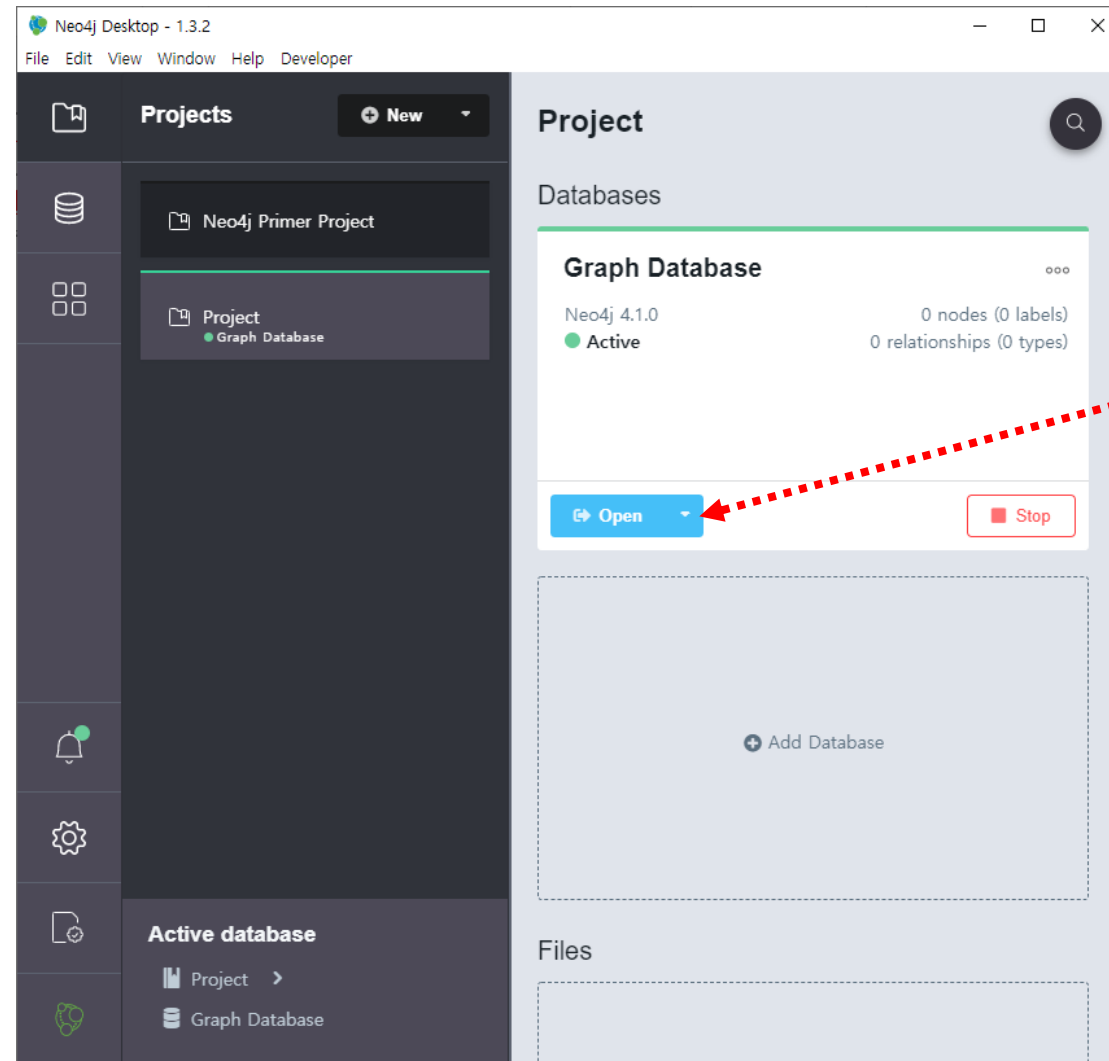 Neo4j Desktop - 1.3.2
File Edit View Window Help Developer
Projects
New
Neo4j Primer Project
Project
Graph Database
Active database
Project
Graph Database
Project
Databases
Graph Database
Neo4j 4.1.0
0 nodes (0 labels)
Active
0 relationships (0 types)
Open
Stop
Add Database
Files